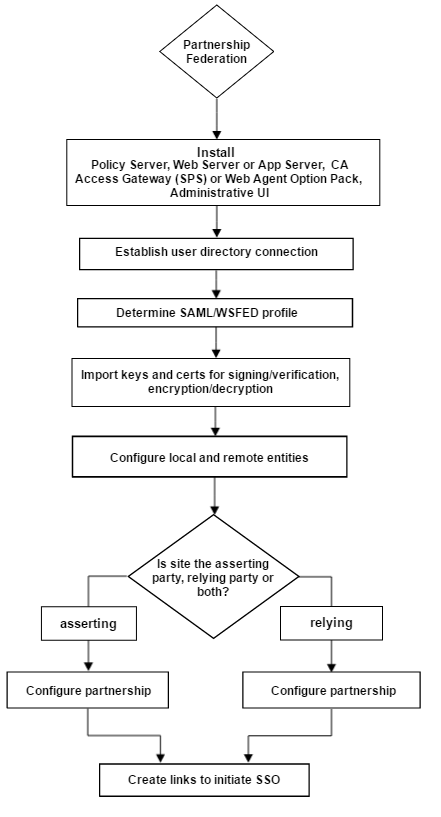 Partnership
Federation
Install
Policy Server, Web Server or App Server, CA
Access Gateway (SPS) or Web Agent Option Pack,
Administrative UI
Establish user directory connection
Determine SAML/WSFED profile
Import keys and certs for signing/verification,
encryption/decryption
Configure local and remote entities
Is site the asserting
party, relying party or
both?
asserting
relying
Configure partnership
Configure partnership
Create links to initiate SSO